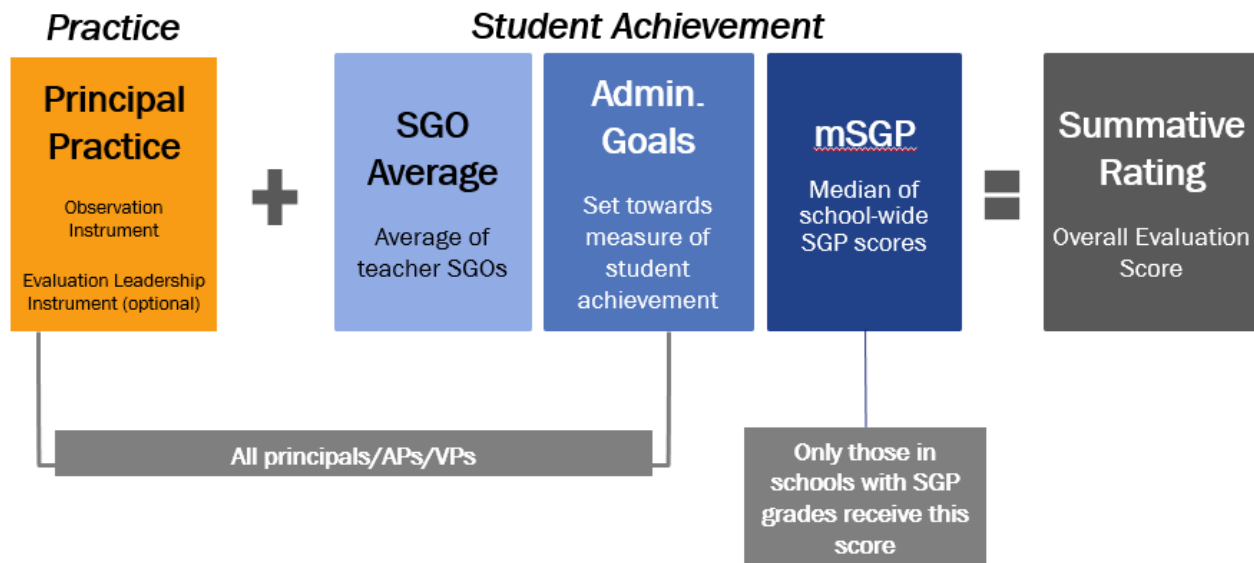 Practice
Student Achievement
Principal
Practice
Observation
Instrument
Evaluation Leadership
Instrument (optional)
SGO
Average
Average of
teacher SGOs
Admin.
Goals
Set towards
measure of
student
achievement
mSGP
Median of
school-wide
SGP scores
Summative
Rating
Overall Evaluation
Score
All principals/APs/VPs
Only those in
schools with SGP
grades receive this
score